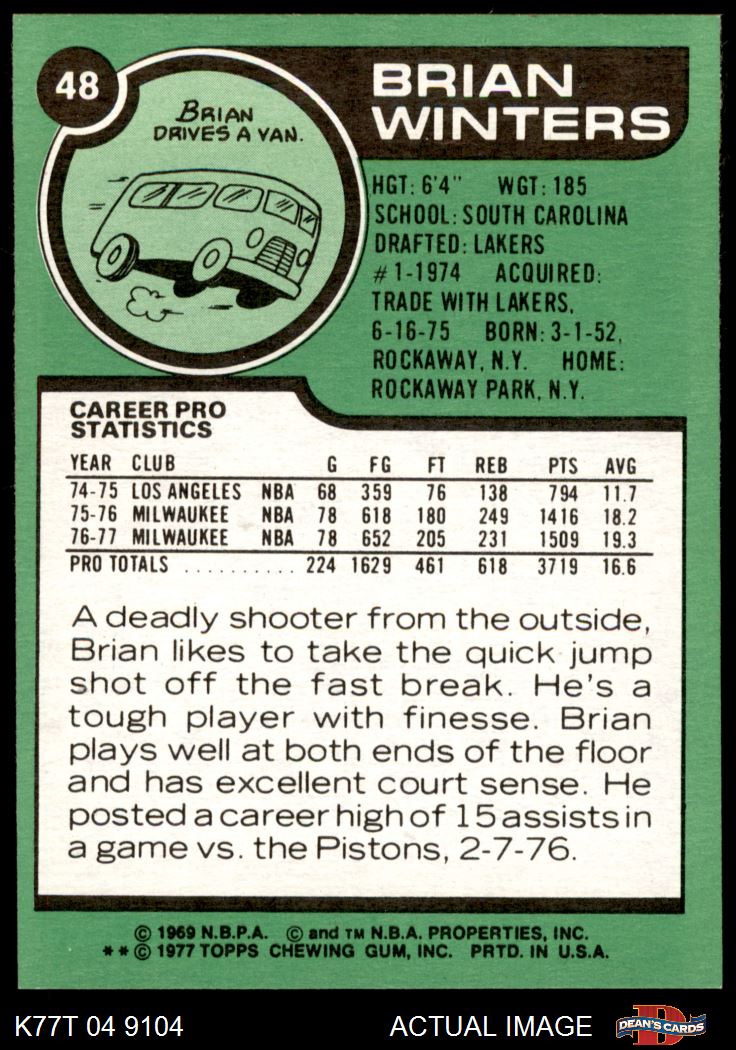 48
BRIAN
DRIVES A VAN.
BRIAN
WINTERS
HGT: 6'4" WGT: 185
SCHOOL: SOUTH CAROLINA
DRAFTED: LAKERS
#1-1974 ACQUIRED:
TRADE WITH LAKERS,
6-16-75 BORN: 3-1-52,
ROCKAWAY, N.Y. HOME:
ROCKAWAY PARK, N.Y.
CAREER PRO
STATISTICS
YEAR CLUB G FG FT REB PTS AVG
74-75 LOS ANGELES NBA 68 359 76 138 794 11.7
75-76 MILWAUKEE NBA 78 618 180 249 1416 18.2
76-77 MILWAUKEE NBA 78 652 205 231 1509 19.3
PRO TOTALS .......... 224 1629 461 618 3719 16.6
A deadly shooter from the outside,
Brian likes to take the quick jump
shot off the fast break. He's a
tough player with finesse. Brian
plays well at both ends of the floor
and has excellent court sense. He
posted a career high of 15 assists in
a game vs. the Pistons, 2-7-76.
© 1969 N.B.P.A. © and TM N.B.A. PROPERTIES, INC.
**© 1977 TOPPS CHEWING GUM, INC. PRTD. IN U.S.A.
K77T 04 9104 ACTUAL IMAGE D DEAN'S CARDS